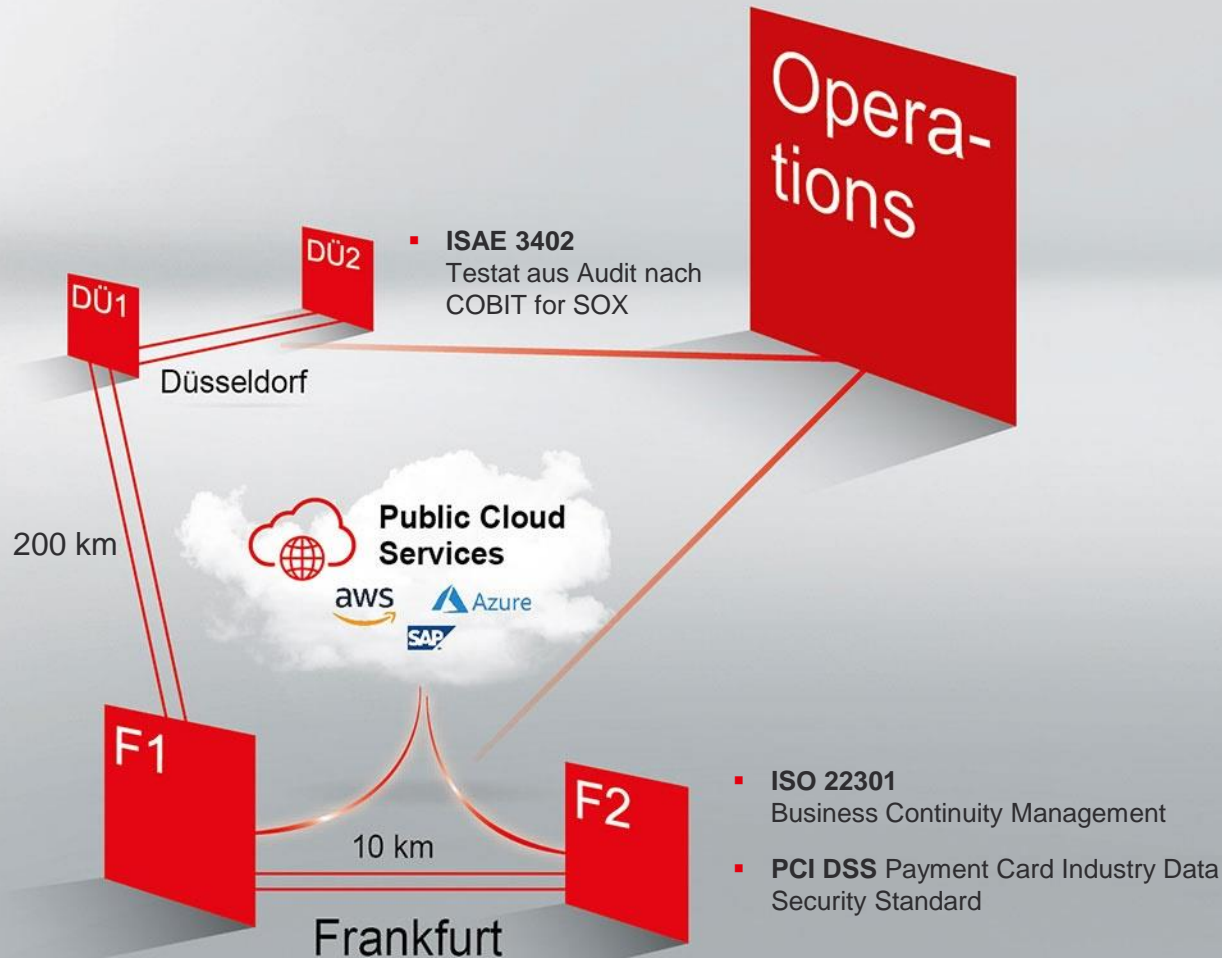 Opera-
tions
DÜ2
▪ ISAE 3402
Testat aus Audit nach
COBIT for SOX
DÜ1
Düsseldorf
200 km
Public Cloud
Services
aws
Azure
SAP
F1
F2
10 km
Frankfurt
▪ ISO 22301
Business Continuity Management
▪ PCI DSS Payment Card Industry Data
Security Standard